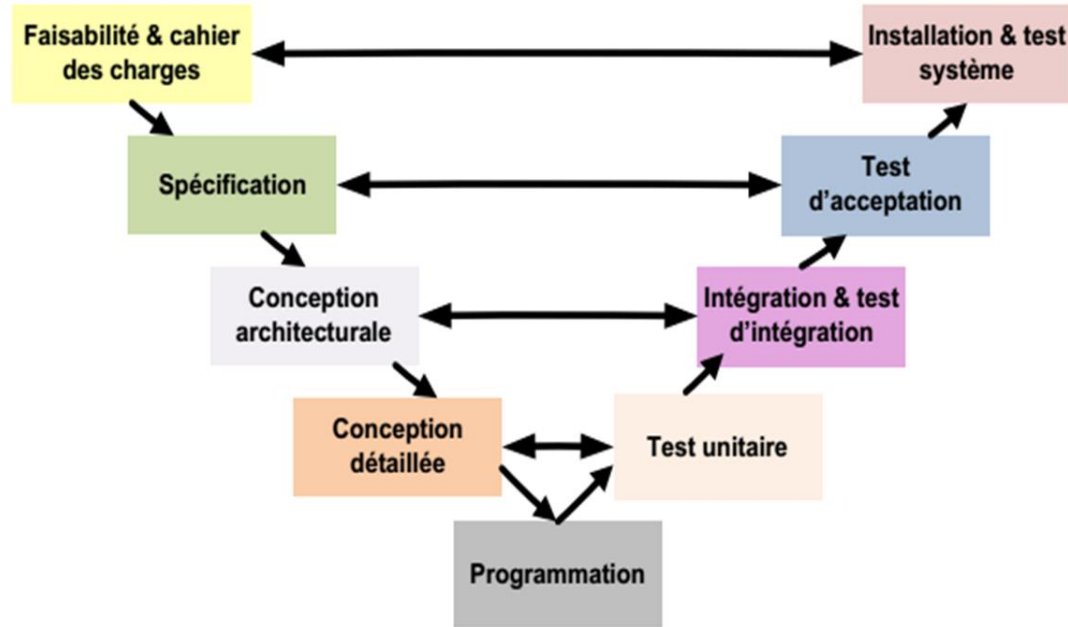 Faisabilité & cahier
des charges
Installation & test
système
Spécification
Test
d'acceptation
Conception
architecturale
Intégration & test
d'intégration
Conception
détaillée
Test unitaire
Programmation